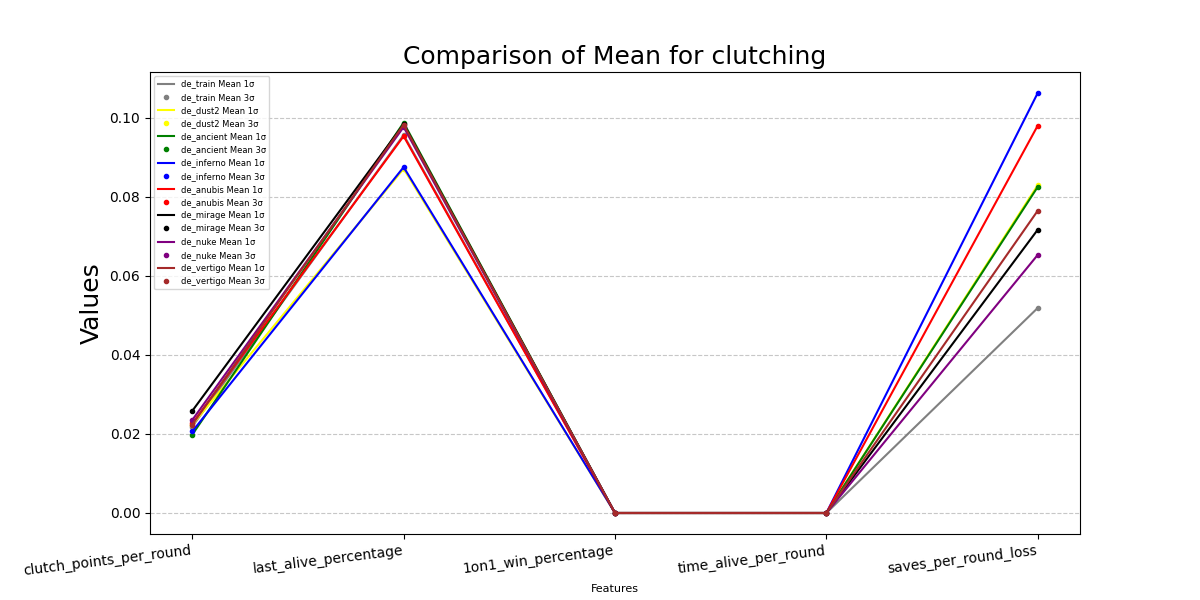 Comparison of Mean for clutching
de_train Mean 1σ
de_train Mean 3σ
de_dust2 Mean 1σ
de_dust2 Mean 3σ
de_ancient Mean 1σ
de_ancient Mean 3σ
de_inferno Mean 1σ
de_inferno Mean 3σ
de_anubis Mean 1σ
de_anubis Mean 3σ
de_mirage Mean 1σ
de_mirage Mean 3σ
de_nuke Mean 1σ
de_nuke Mean 3σ
de_vertigo Mean 1σ
de_vertigo Mean 3σ
Values
0.10
0.08
0.06
0.04
0.02
0.00
clutch_points_per_round
last_alive_percentage
1on1_win_percentage
time_alive_per_round
saves_per_round_loss
Features